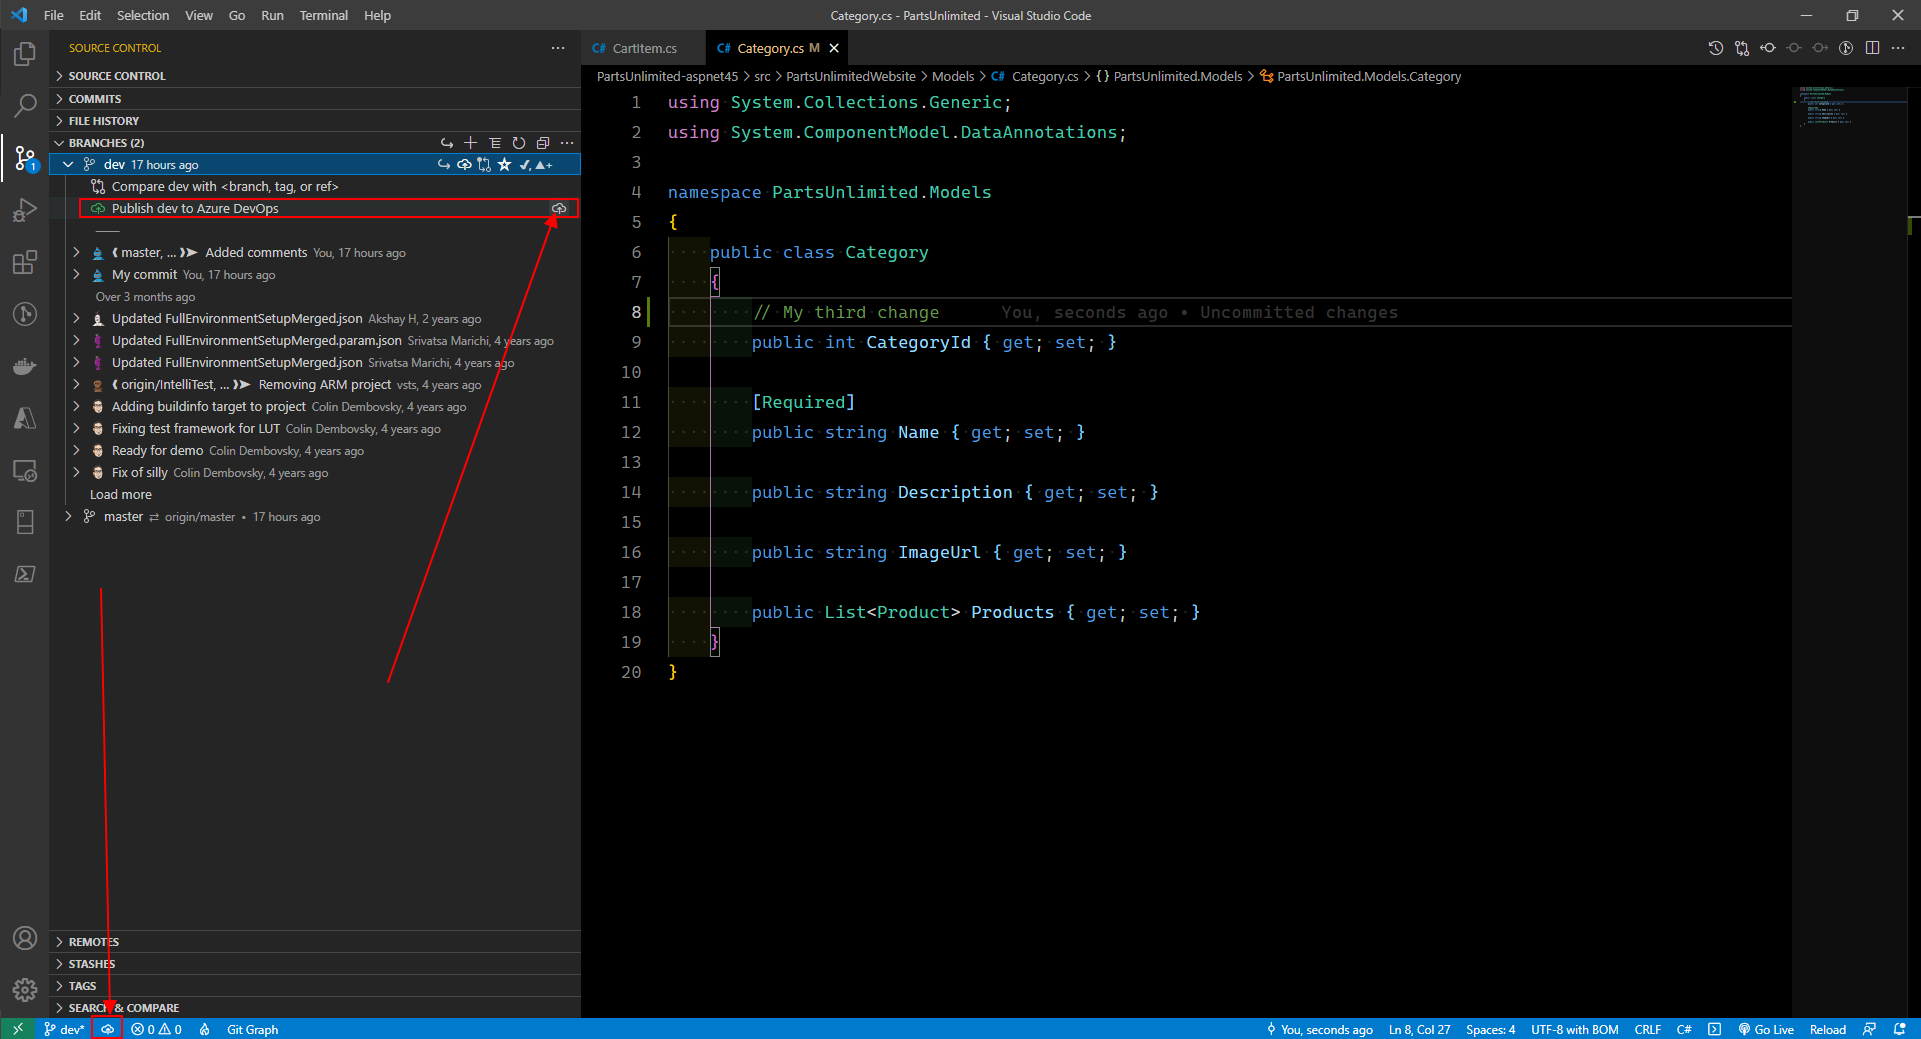 File Edit Selection View Go Run Terminal Help
Category.cs - PartsUnlimited - Visual Studio Code
SOURCE CONTROL
SOURCE CONTROL
COMMITS
FILE HISTORY
BRANCHES (2)
dev 17 hours ago
Compare dev with <branch, tag, or ref>
Publish dev to Azure DevOps
master, ... Added comments You, 17 hours ago
My commit You, 17 hours ago
Over 3 months ago
Updated FullEnvironmentSetupMerged.json Akshay H, 2 years ago
Updated FullEnvironmentSetupMerged.param.json Srivatsa Marichi, 4 years ago
Updated FullEnvironmentSetupMerged.json Srivatsa Marichi, 4 years ago
origin/IntelliTest, ... Removing ARM project vsts, 4 years ago
Adding buildinfo target to project Colin Dembovsky, 4 years ago
Fixing test framework for LUT Colin Dembovsky, 4 years ago
Ready for demo Colin Dembovsky, 4 years ago
Fix of silly Colin Dembovsky, 4 years ago
Load more
master ⇄ origin/master • 17 hours ago
REMOTES
STASHES
TAGS
SEARCH & COMPARE
1
C# CartItem.cs
C# Category.cs M
PartsUnlimited-aspnet45 > src > PartsUnlimitedWebsite > Models > C# Category.cs > {} PartsUnlimited.Models > PartsUnlimited.Models.Category
1 using System.Collections.Generic;
2 using System.ComponentModel.DataAnnotations;
3
4 namespace PartsUnlimited.Models
5 {
6 public class Category
7 {
8 // My third change You, seconds ago • Uncommitted changes
9 public int CategoryId { get; set; }
10
11 [Required]
12 public string Name { get; set; }
13
14 public string Description { get; set; }
15
16 public string ImageUrl { get; set; }
17
18 public List<Product> Products { get; set; }
19 }
20 }
dev* 0 0 Git Graph
You, seconds ago Ln 8, Col 27 Spaces: 4 UTF-8 with BOM CRLF C# Go Live Reload